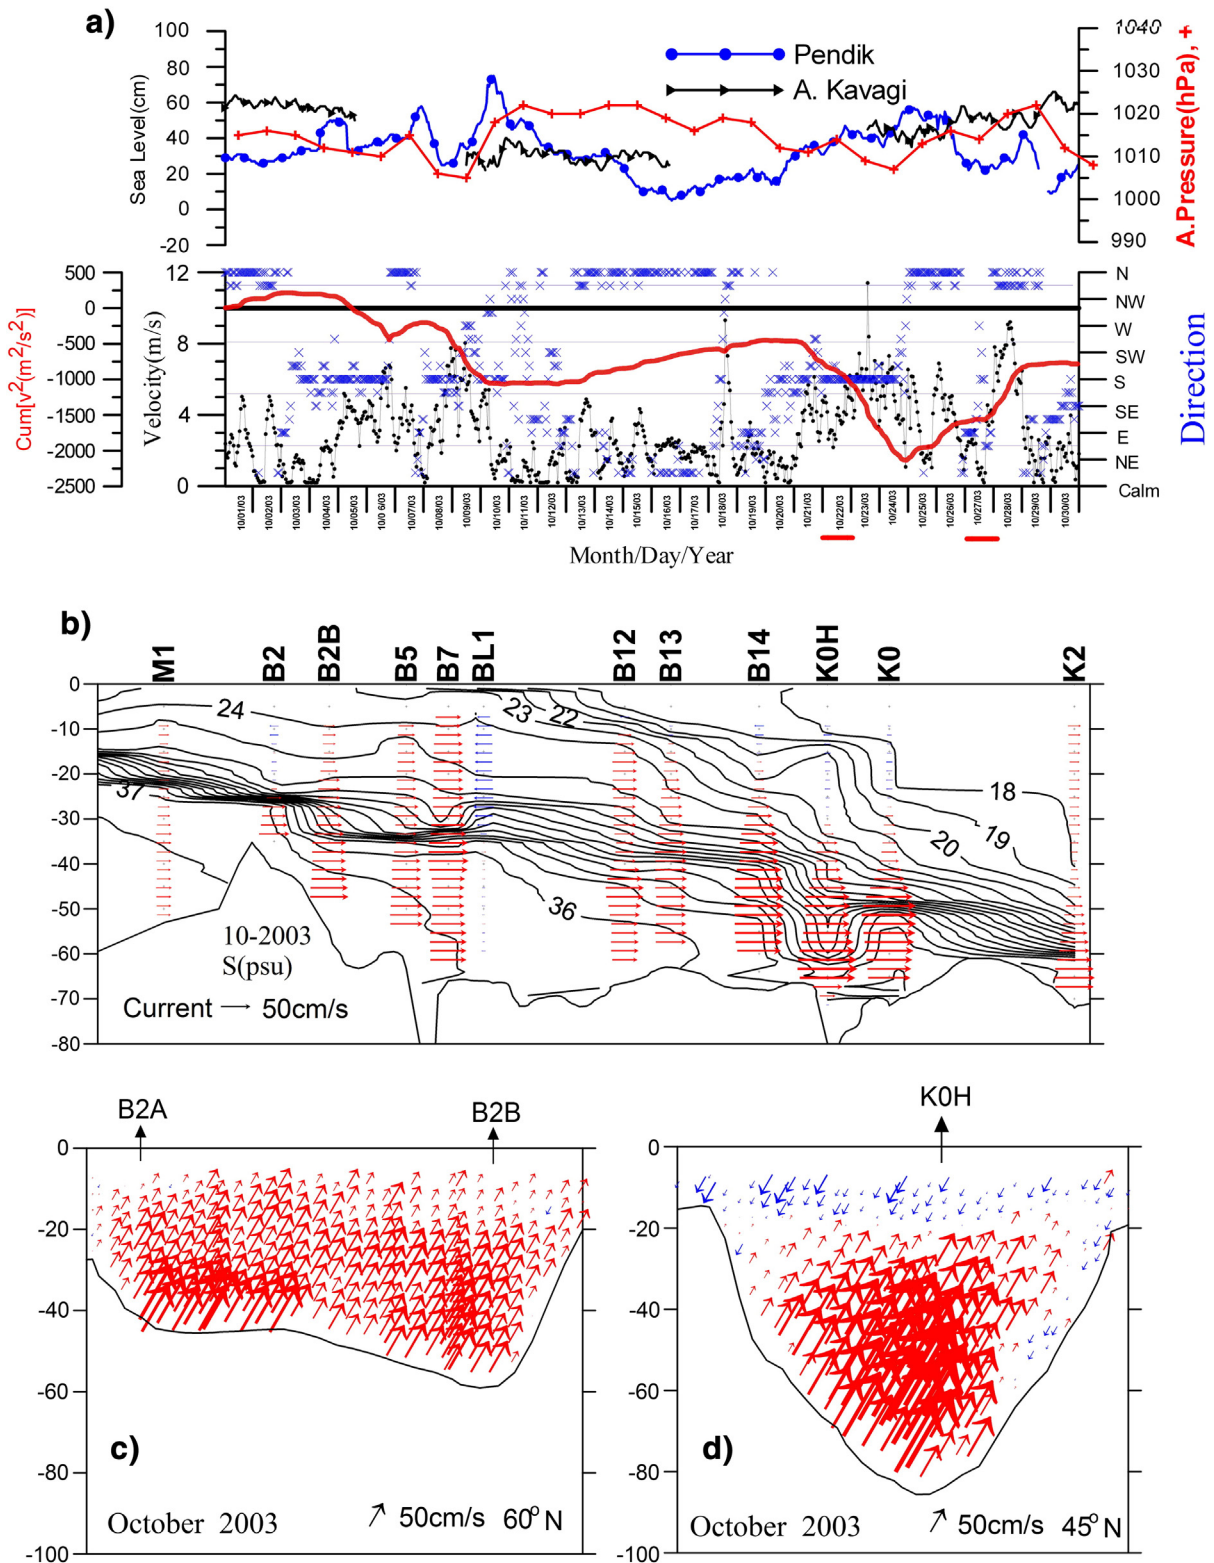 a)
100
80
60
40
20
0
-20
Sea Level(cm)
Pendik
A. Kavagi
1040
1030
1020
1010
1000
990
A.Pressure(hPa), +
500
0
-500
-1000
-1500
-2000
-2500
Cum[v²(m²/s²)]
12
8
4
0
Velocity(m/s)
N
NW
W
SW
S
SE
E
NE
Calm
Direction
10/01/03
10/02/03
10/03/03
10/04/03
10/05/03
10/0 6/03
10/07/03
10/08/03
10/09/03
10/10/03
10/11/03
10/12/03
10/13/03
10/14/03
10/15/03
10/16/03
10/17/03
10/18/03
10/19/03
10/20/03
10/21/03
10/22/03
10/23/03
10/24/03
10/25/03
10/26/03
10/27/03
10/28/03
10/29/03
10/30/03
Month/Day/Year
b)
M1
B2
B2B
B5
B7
BL1
B12
B13
B14
K0H
K0
K2
0
-10
-20
-30
-40
-50
-60
-70
-80
24
23
22
37
18
19
20
36
10-2003
S(psu)
Current → 50cm/s
B2A
B2B
0
-20
-40
-60
-80
-100
c)
October 2003
50cm/s 60° N
K0H
0
-20
-40
-60
-80
-100
d)
October 2003
50cm/s 45° N